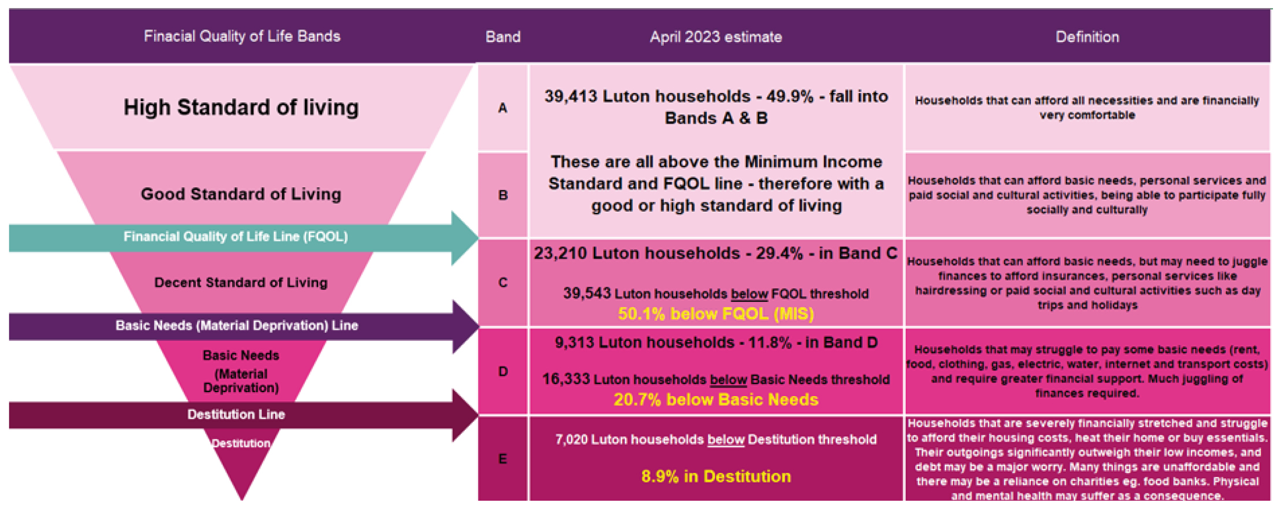 Finacial Quality of Life Bands
Band
April 2023 estimate
Definition
High Standard of living
A
39,413 Luton households - 49.9% - fall into
Bands A & B
Households that can afford all necessities and are financially
very comfortable
Good Standard of Living
B
These are all above the Minimum Income
Standard and FQOL line - therefore with a
good or high standard of living
Households that can afford basic needs, personal services and
paid social and cultural activities, being able to participate fully
socially and culturally
Financial Quality of Life Line (FQOL)
Decent Standard of Living
C
23,210 Luton households - 29.4% - in Band C
39,543 Luton households below FQOL threshold
50.1% below FQOL (MIS)
Households that can afford basic needs, but may need to juggle
finances to afford insurances, personal services like
hairdressing or paid social and cultural activities such as day
trips and holidays
Basic Needs (Material Deprivation) Line
Basic Needs
(Material
Deprivation)
D
9,313 Luton households - 11.8% - in Band D
16,333 Luton households below Basic Needs threshold
20.7% below Basic Needs
Households that may struggle to pay some basic needs (rent,
food, clothing, gas, electric, water, internet and transport costs)
and require greater financial support. Much juggling of
finances required.
Destitution Line
Destitution
E
7,020 Luton households below Destitution threshold
8.9% in Destitution
Households that are severely financially stretched and struggle
to afford their housing costs, heat their home or buy essentials.
Their outgoings significantly outweigh their low incomes, and
debt may be a major worry. Many things are unaffordable and
there may be a reliance on charities eg. food banks. Physical
and mental health may suffer as a consequence.